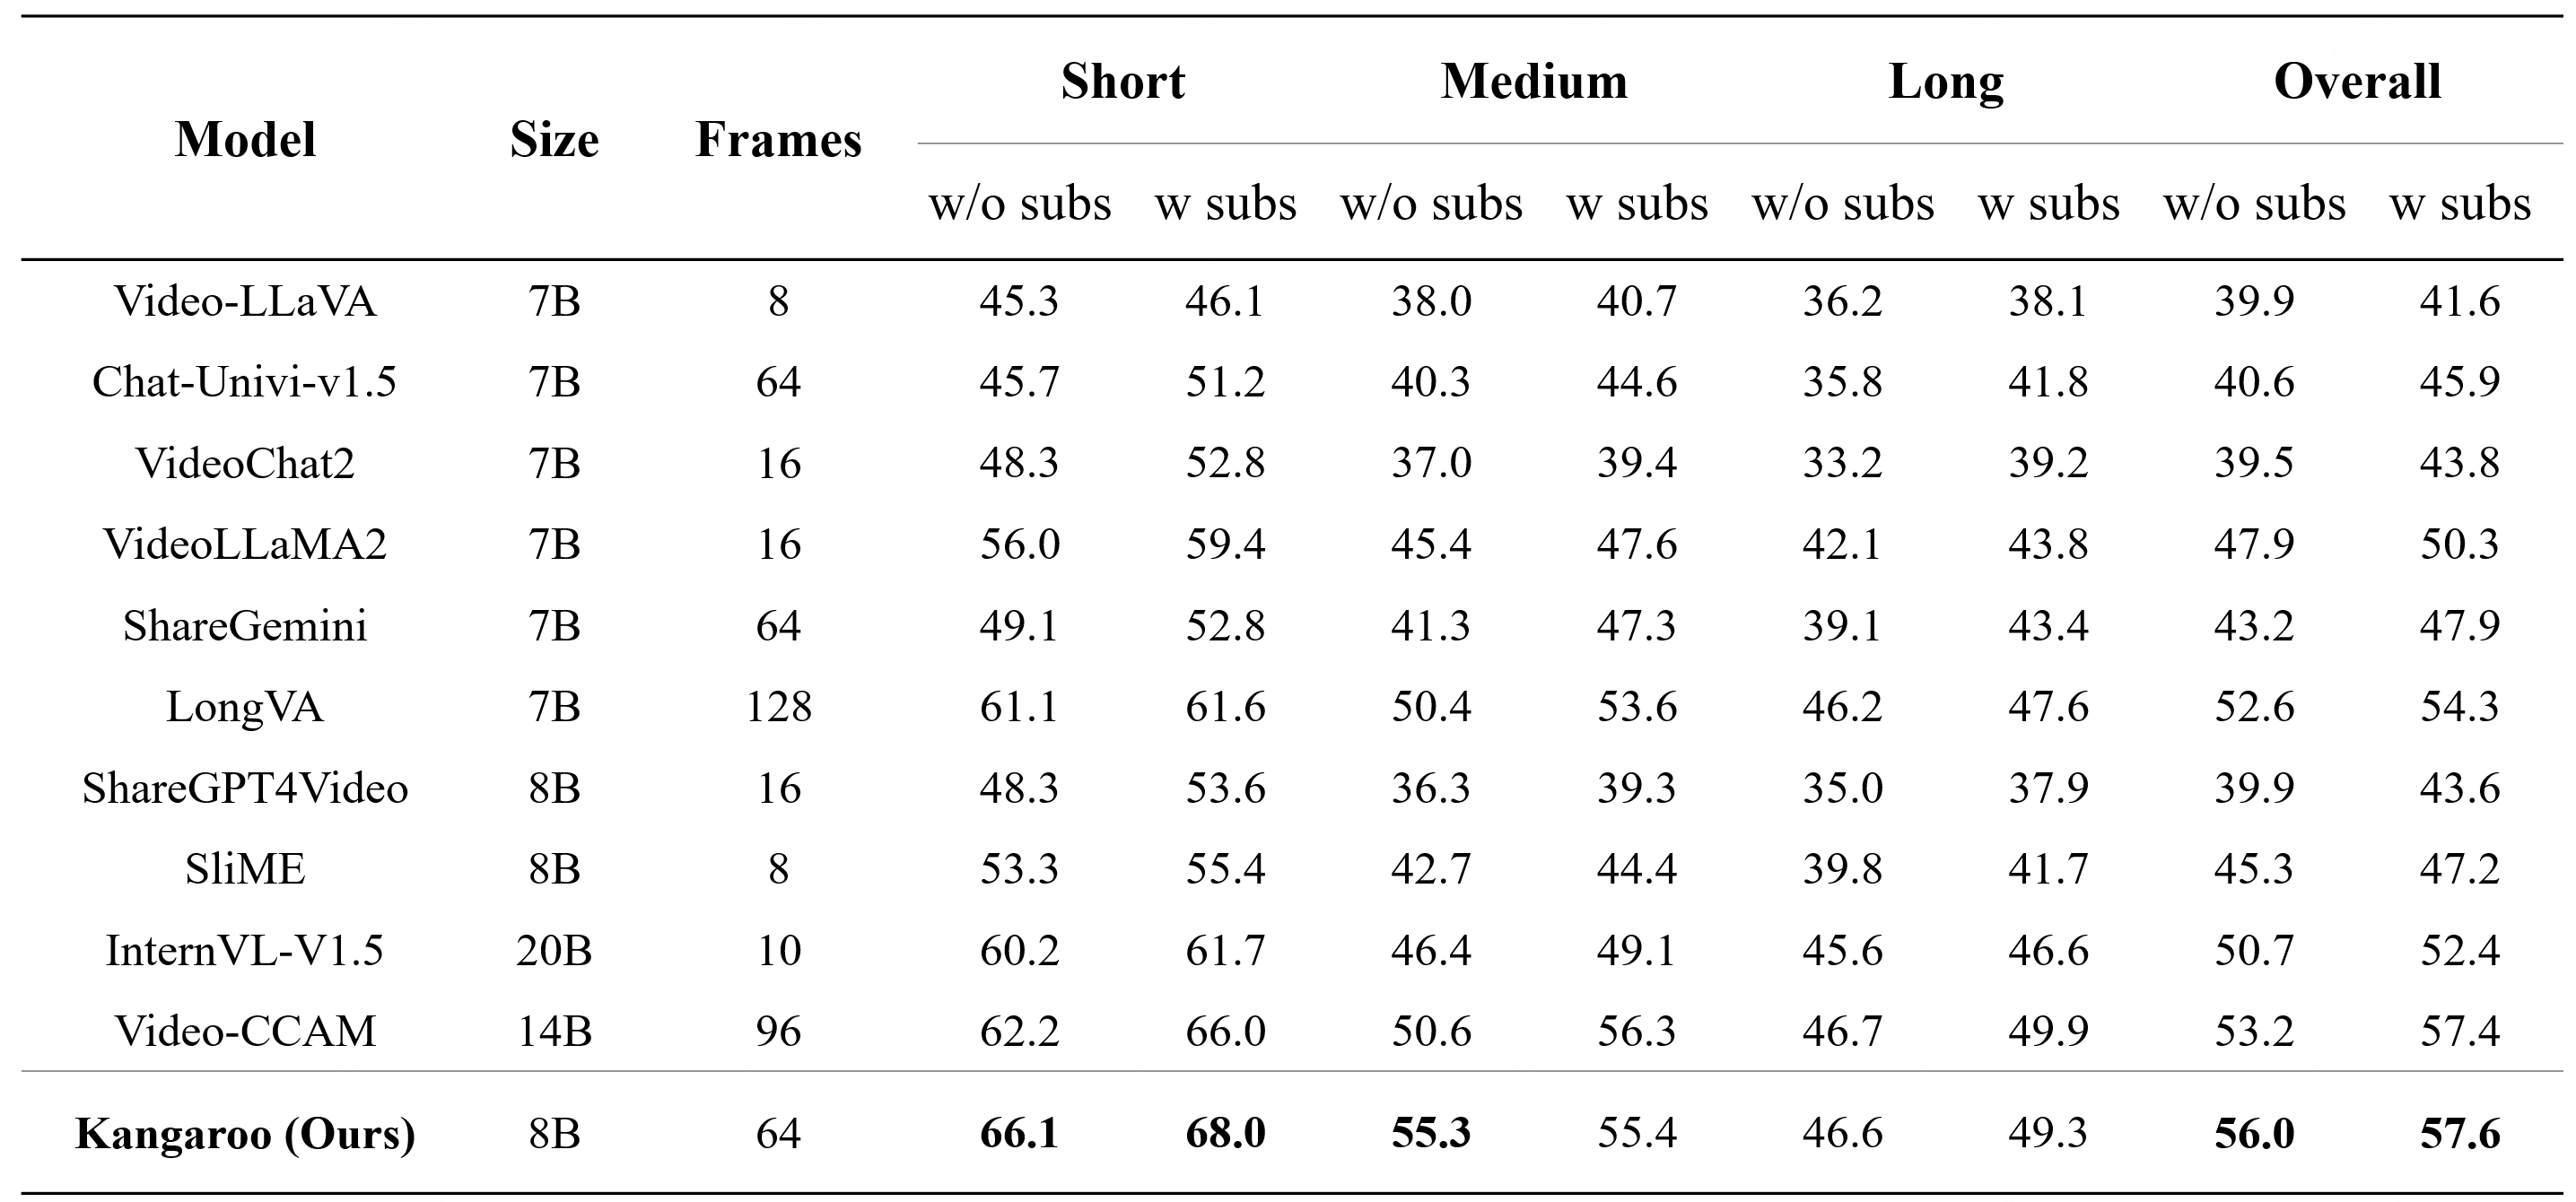 Model Size Frames Short Medium Long Overall
w/o subs w subs w/o subs w subs w/o subs w subs w/o subs w subs
Video-LLaVA 7B 8 45.3 46.1 38.0 40.7 36.2 38.1 39.9 41.6
Chat-Univi-v1.5 7B 64 45.7 51.2 40.3 44.6 35.8 41.8 40.6 45.9
VideoChat2 7B 16 48.3 52.8 37.0 39.4 33.2 39.2 39.5 43.8
VideoLLaMA2 7B 16 56.0 59.4 45.4 47.6 42.1 43.8 47.9 50.3
ShareGemini 7B 64 49.1 52.8 41.3 47.3 39.1 43.4 43.2 47.9
LongVA 7B 128 61.1 61.6 50.4 53.6 46.2 47.6 52.6 54.3
ShareGPT4Video 8B 16 48.3 53.6 36.3 39.3 35.0 37.9 39.9 43.6
SliME 8B 8 53.3 55.4 42.7 44.4 39.8 41.7 45.3 47.2
InternVL-V1.5 20B 10 60.2 61.7 46.4 49.1 45.6 46.6 50.7 52.4
Video-CCAM 14B 96 62.2 66.0 50.6 56.3 46.7 49.9 53.2 57.4
Kangaroo (Ours) 8B 64 66.1 68.0 55.3 55.4 46.6 49.3 56.0 57.6